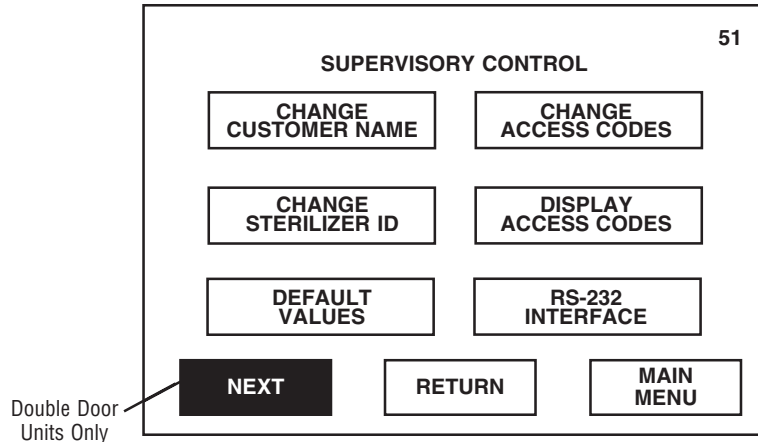 51
SUPERVISORY CONTROL
CHANGE
CUSTOMER NAME
CHANGE
ACCESS CODES
CHANGE
STERILIZER ID
DISPLAY
ACCESS CODES
DEFAULT
VALUES
RS-232
INTERFACE
NEXT
RETURN
MAIN
MENU
Double Door
Units Only